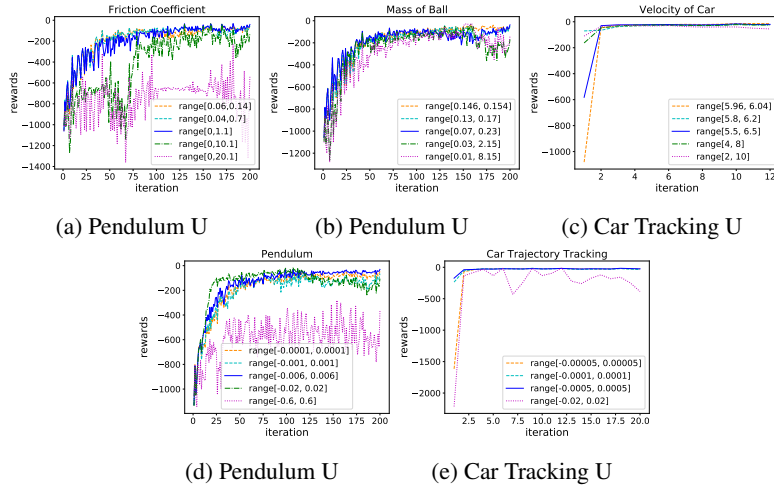 Friction Coefficient
rewards
−200
−400
−600
−800
−1000
−1200
−1400
range[0.06,0.14]
range[0.04,0.7]
range[0,1.1]
range[0,10.1]
range[0,20.1]
0 25 50 75 100 125 150 175 200
iteration
(a) Pendulum U
Mass of Ball
rewards
0
−200
−400
−600
−800
−1000
−1200
range[0.146, 0.154]
range[0.13, 0.17]
range[0.07, 0.23]
range[0.03, 2.15]
range[0.01, 8.15]
0 25 50 75 100 125 150 175 200
iteration
(b) Pendulum U
Velocity of Car
rewards
0
−200
−400
−600
−800
−1000
range[5.96, 6.04]
range[5.8, 6.2]
range[5.5, 6.5]
range[4, 8]
range[2, 10]
2 4 6 8 10 12
iteration
(c) Car Tracking U
Pendulum
rewards
0
−200
−400
−600
−800
−1000
range[-0.0001, 0.0001]
range[-0.001, 0.001]
range[-0.006, 0.006]
range[-0.02, 0.02]
range[-0.6, 0.6]
0 25 50 75 100 125 150 175 200
iteration
(d) Pendulum U
Car Trajectory Tracking
rewards
0
−500
−1000
−1500
−2000
range[-0.00005, 0.00005]
range[-0.0001, 0.0001]
range[-0.0005, 0.0005]
range[-0.02, 0.02]
2.5 5.0 7.5 10.0 12.5 15.0 17.5 20.0
iteration
(e) Car Tracking U